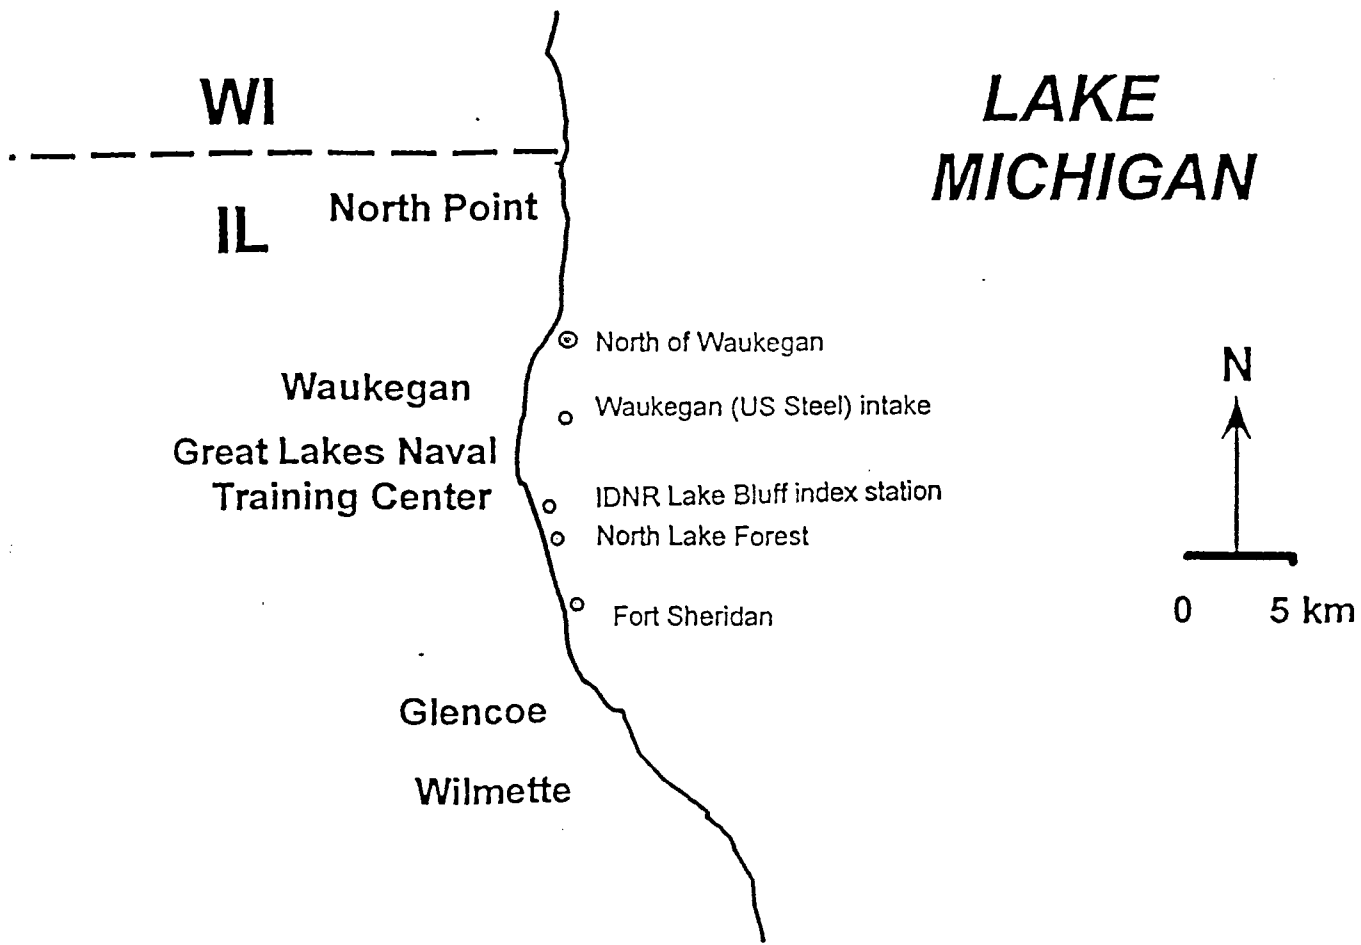 WI
LAKE
MICHIGAN
IL
North Point
North of Waukegan
Waukegan
Waukegan (US Steel) intake
N
Great Lakes Naval
Training Center
IDNR Lake Bluff index station
North Lake Forest
Fort Sheridan
0 5 km
Glencoe
Wilmette